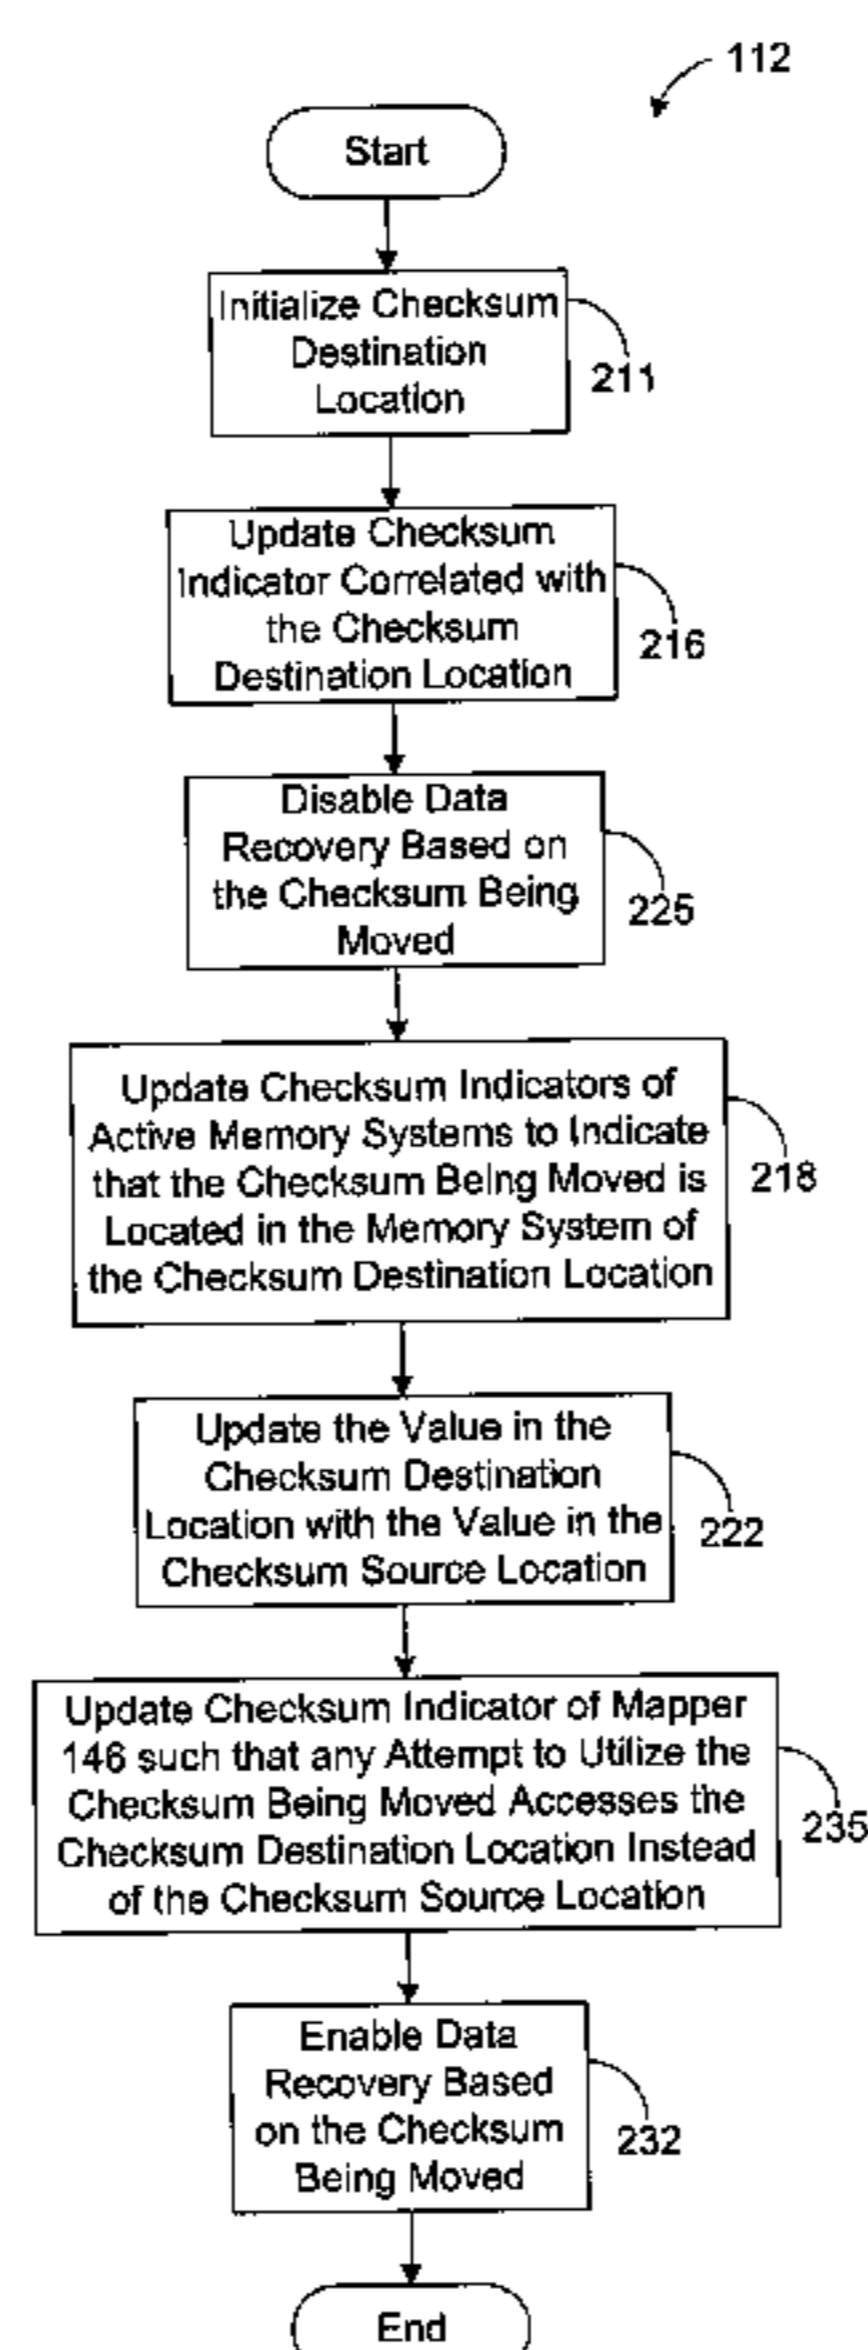 112
Start
Initialize Checksum
Destination
Location
211
Update Checksum
Indicator Correlated with
the Checksum
Destination Location
216
Disable Data
Recovery Based on
the Checksum Being
Moved
225
Update Checksum Indicators of
Active Memory Systems to Indicate
that the Checksum Being Moved is
Located in the Memory System of
the Checksum Destination Location
218
Update the Value in the
Checksum Destination
Location with the Value in the
Checksum Source Location
222
Update Checksum Indicator of Mapper
146 such that any Attempt to Utilize the
Checksum Being Moved Accesses the
Checksum Destination Location Instead
of the Checksum Source Location
235
Enable Data
Recovery Based
on the Checksum
Being Moved
232
End